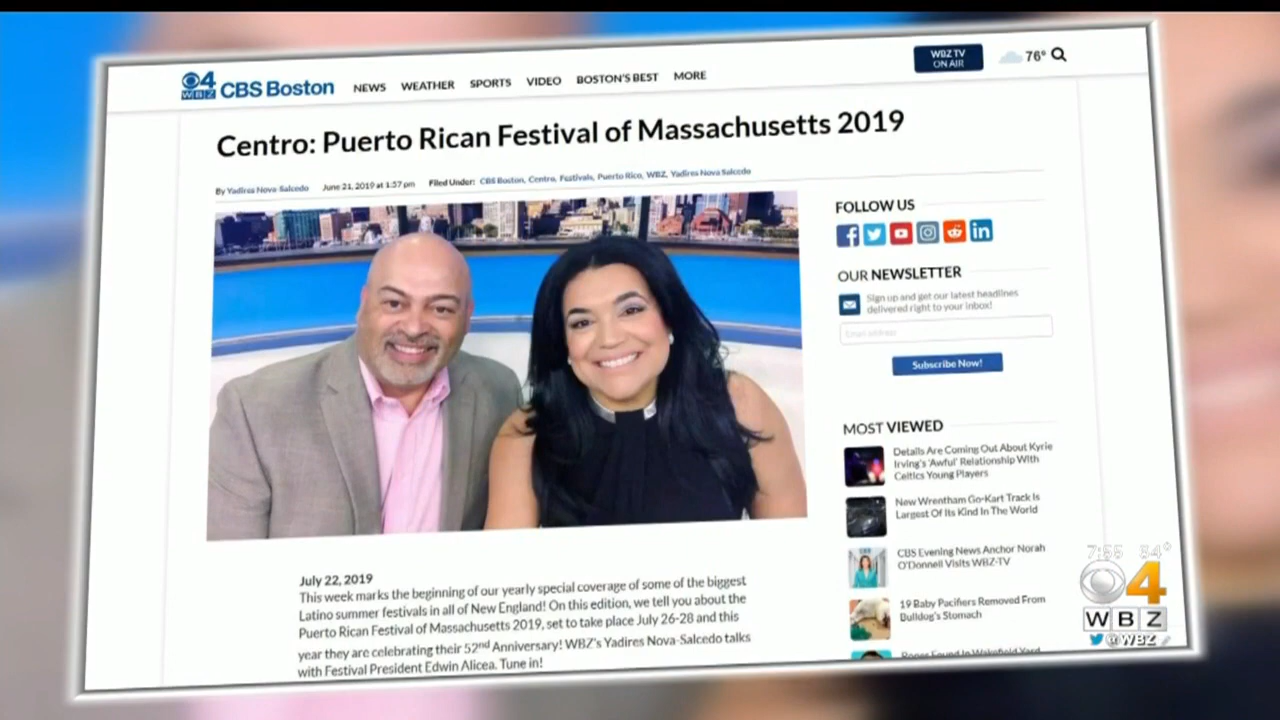 4
WBZ
CBS Boston
NEWS WEATHER SPORTS VIDEO BOSTON'S BEST MORE
WBZ TV
ON AIR
76°
Centro: Puerto Rican Festival of Massachusetts 2019
By Yadires Nova-Salcedo June 21, 2019 at 1:37 pm Filed Under: CBS Boston, Centro, Festivals, Puerto Rico, WBZ, Yadires Nova Salcedo
FOLLOW US
OUR NEWSLETTER
Sign up and get our latest headlines
delivered right to your inbox!
Email address
Subscribe Now!
MOST VIEWED
Details Are Coming Out About Kyrie
Irving's 'Awful' Relationship With
Celtics Young Players
New Wrentham Go-Kart Track Is
Largest Of Its Kind In The World
CBS Evening News Anchor Norah
O'Donnell Visits WBZ-TV
19 Baby Pacifiers Removed From
Bulldog's Stomach
July 22, 2019
This week marks the beginning of our yearly special coverage of some of the biggest
Latino summer festivals in all of New England! On this edition, we tell you about the
Puerto Rican Festival of Massachusetts 2019, set to take place July 26-28 and this
year they are celebrating their 52nd Anniversary! WBZ's Yadires Nova-Salcedo talks
with Festival President Edwin Alicea. Tune in!
4
WBZ
@WBZ